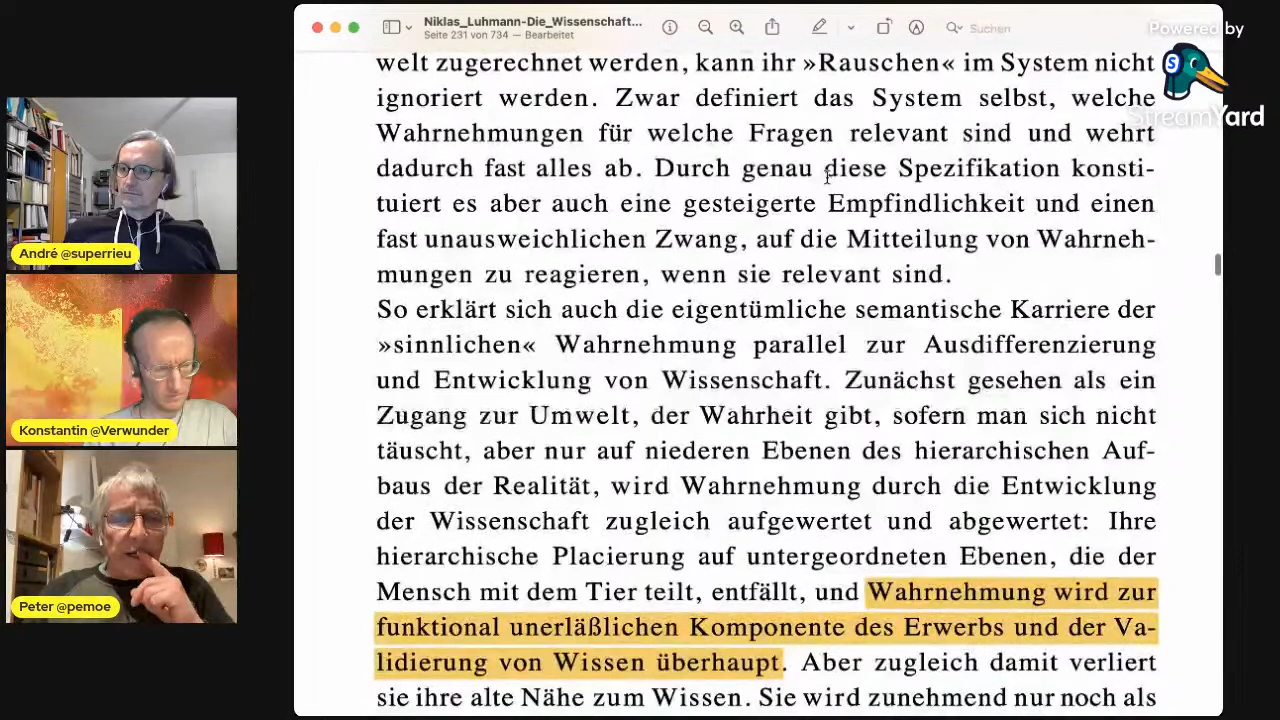 Niklas_Luhmann-Die_Wissenschaft...
Seite 231 von 734 — Bearbeitet
Suchen
Powered by
S
StreamYard
welt zugerechnet werden, kann ihr »Rauschen« im System nicht
ignoriert werden. Zwar definiert das System selbst, welche
Wahrnehmungen für welche Fragen relevant sind und wehrt
dadurch fast alles ab. Durch genau diese Spezifikation konsti-
tuiert es aber auch eine gesteigerte Empfindlichkeit und einen
fast unausweichlichen Zwang, auf die Mitteilung von Wahrneh-
mungen zu reagieren, wenn sie relevant sind.
So erklärt sich auch die eigentümliche semantische Karriere der
»sinnlichen« Wahrnehmung parallel zur Ausdifferenzierung
und Entwicklung von Wissenschaft. Zunächst gesehen als ein
Zugang zur Umwelt, der Wahrheit gibt, sofern man sich nicht
täuscht, aber nur auf niederen Ebenen des hierarchischen Auf-
baus der Realität, wird Wahrnehmung durch die Entwicklung
der Wissenschaft zugleich aufgewertet und abgewertet: Ihre
hierarchische Placierung auf untergeordneten Ebenen, die der
Mensch mit dem Tier teilt, entfällt, und Wahrnehmung wird zur
funktional unerläßlichen Komponente des Erwerbs und der Va-
lidierung von Wissen überhaupt. Aber zugleich damit verliert
sie ihre alte Nähe zum Wissen. Sie wird zunehmend nur noch als
André @superrieu
Konstantin @Verwunder
Peter @pemoe